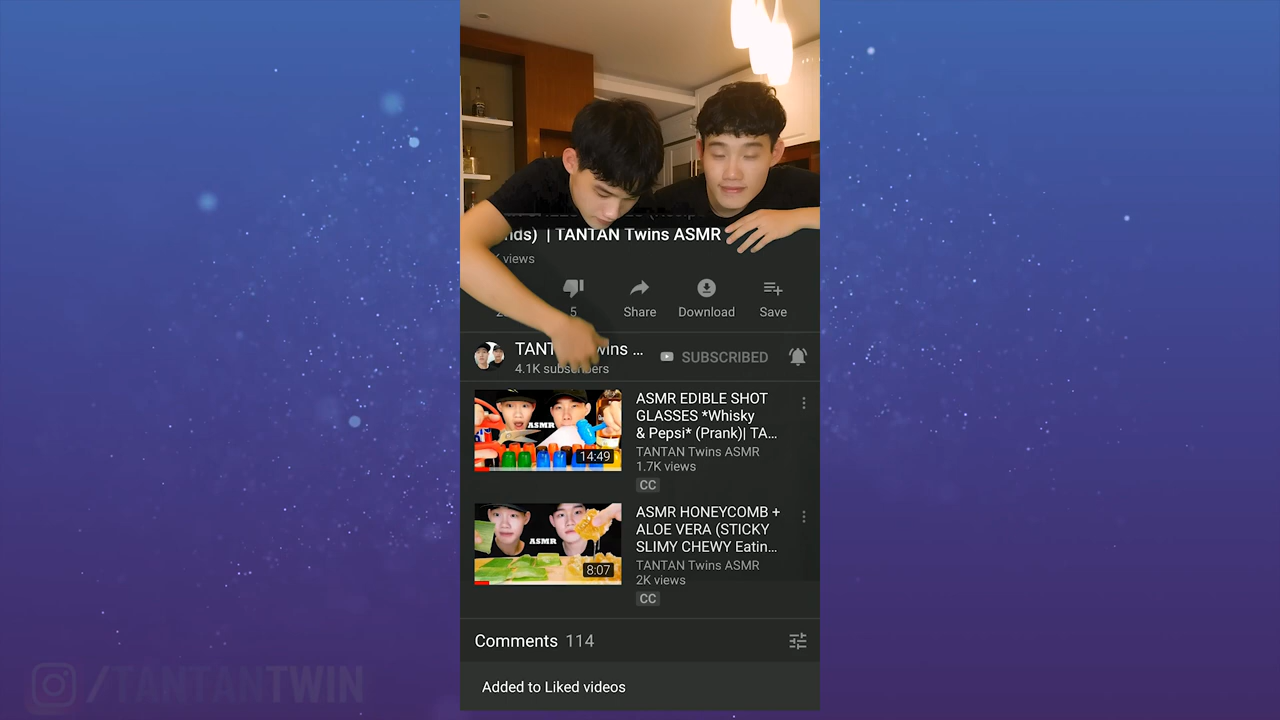 nds) | TANTAN Twins ASMR
views
5
Share
Download
Save
TANT wins ...
4.1K subscribers
SUBSCRIBED
ASMR
14:49
ASMR EDIBLE SHOT
GLASSES *Whisky
& Pepsi* (Prank)| TA...
TANTAN Twins ASMR
1.7K views
CC
ASMR
8:07
ASMR HONEYCOMB +
ALOE VERA (STICKY
SLIMY CHEWY Eatin...
TANTAN Twins ASMR
2K views
CC
Comments 114
Added to Liked videos
/TANTANTWIN